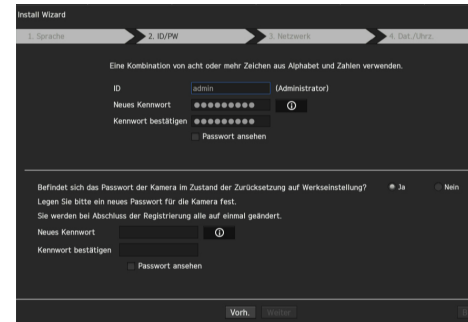 Install Wizard
1. Sprache 2. ID/PW 3. Netzwerk 4. Dat./Uhrz.
Eine Kombination von acht oder mehr Zeichen aus Alphabet und Zahlen verwenden.
ID admin (Administrator)
Neues Kennwort
Kennwort bestätigen
Passwort ansehen
Befindet sich das Passwort der Kamera im Zustand der Zurücksetzung auf Werkseinstellung? Ja Nein
Legen Sie bitte ein neues Passwort für die Kamera fest.
Sie werden bei Abschluss der Registrierung alle auf einmal geändert.
Neues Kennwort
Kennwort bestätigen
Passwort ansehen
Vorh. Weiter